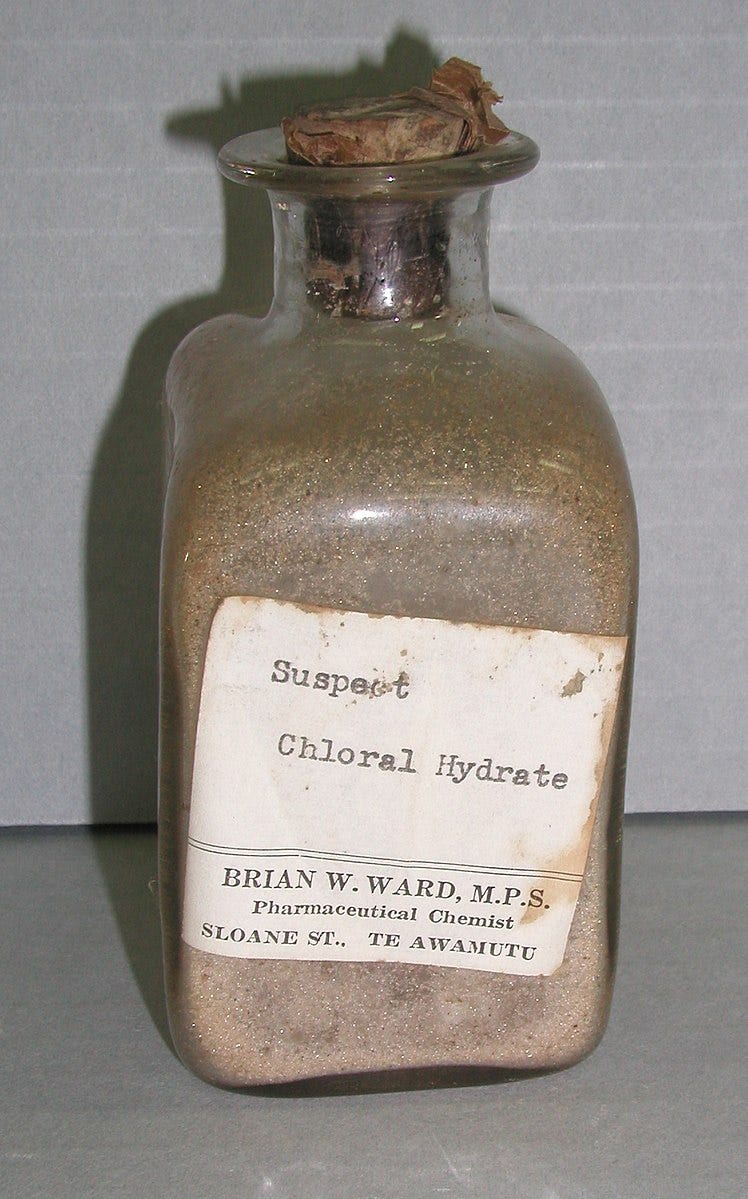 Suspect
Chloral Hydrate
BRIAN W. WARD, M.P.S.
Pharmaceutical Chemist
SLOANE ST., TE AWAMUTU